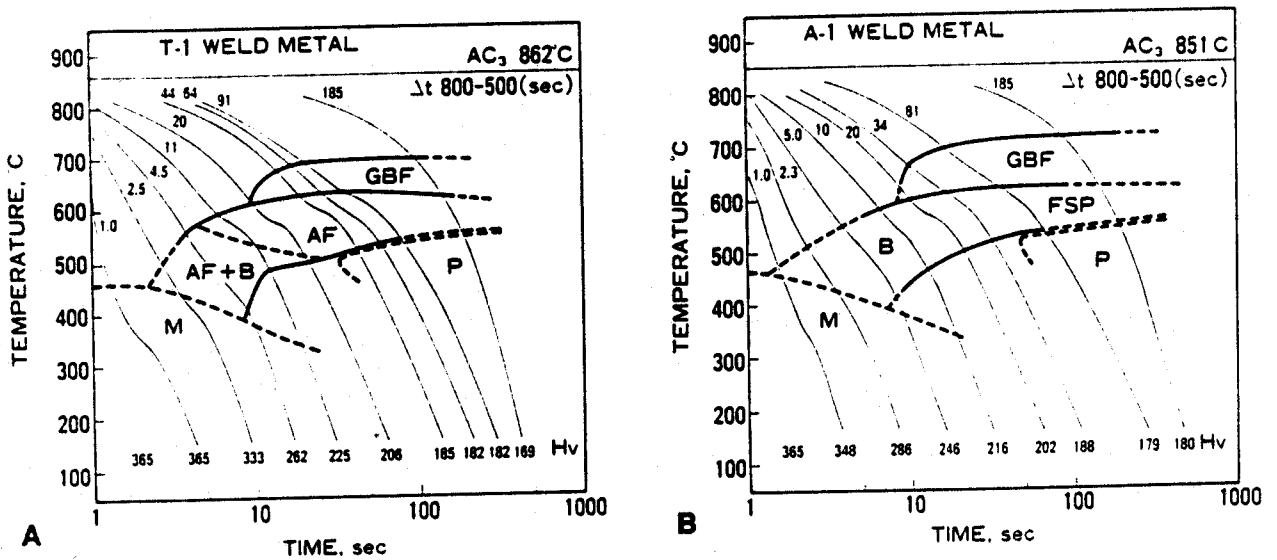 T-1 WELD METAL
AC₃ 862°C
Δt 800-500(sec)
900
800
700
600
500
400
300
200
100
TEMPERATURE, °C
44 64 91 185
20
11
4.5
2.5
1.0
GBF
AF
AF+B
P
M
365 365 333 262 225 206 185 182 182 169 Hv
1 10 100 1000
TIME, sec
A
A-1 WELD METAL
AC₃ 851 C
Δt 800-500(sec)
900
800
700
600
500
400
300
200
100
TEMPERATURE, °C
1.0 2.3 5.0 10 20 34 81 185
GBF
FSP
B
P
M
365 348 286 246 216 202 188 179 180 Hv
1 10 100 1000
TIME, sec
B